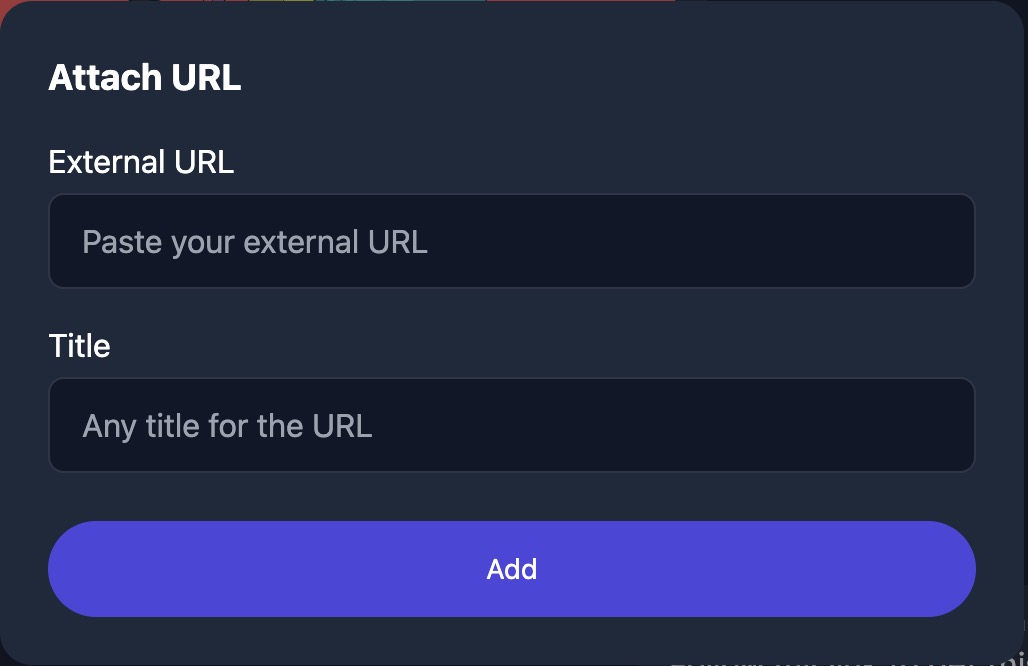 Attach URL
External URL
Paste your external URL
Title
Any title for the URL
Add